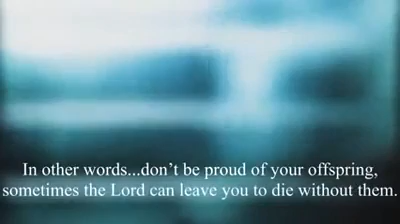 In other words...don't be proud of your offspring,
sometimes the Lord can leave you to die without them.